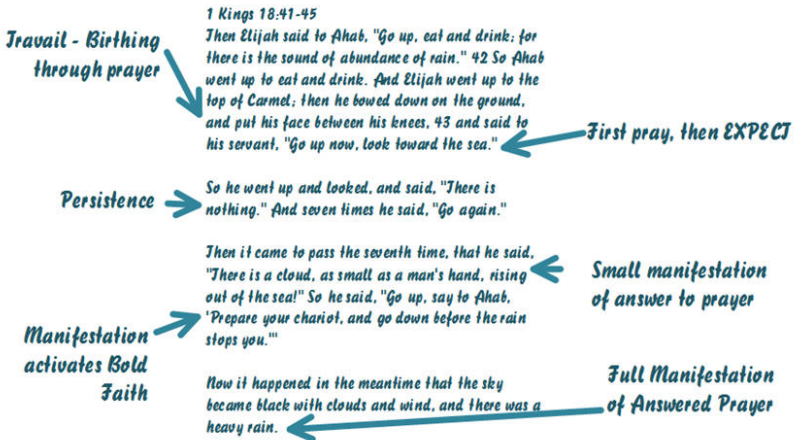 1 Kings 18:41-45
Then Elijah said to Ahab, "Go up, eat and drink; for
there is the sound of abundance of rain." 42 So Ahab
went up to eat and drink. And Elijah went up to the
top of Carmel; then he bowed down on the ground,
and put his face between his knees, 43 and said to
his servant, "Go up now, look toward the sea."
Travail - Birthing
through prayer
First pray, then EXPECT
So he went up and looked, and said, "There is
nothing." And seven times he said, "Go again."
Persistence
Then it came to pass the seventh time, that he said,
"There is a cloud, as small as a man's hand, rising
out of the sea!" So he said, "Go up, say to Ahab,
'Prepare your chariot, and go down before the rain
stops you.'"
Small manifestation
of answer to prayer
Manifestation
activates Bold
Faith
Now it happened in the meantime that the sky
became black with clouds and wind, and there was a
heavy rain.
Full Manifestation
of Answered Prayer